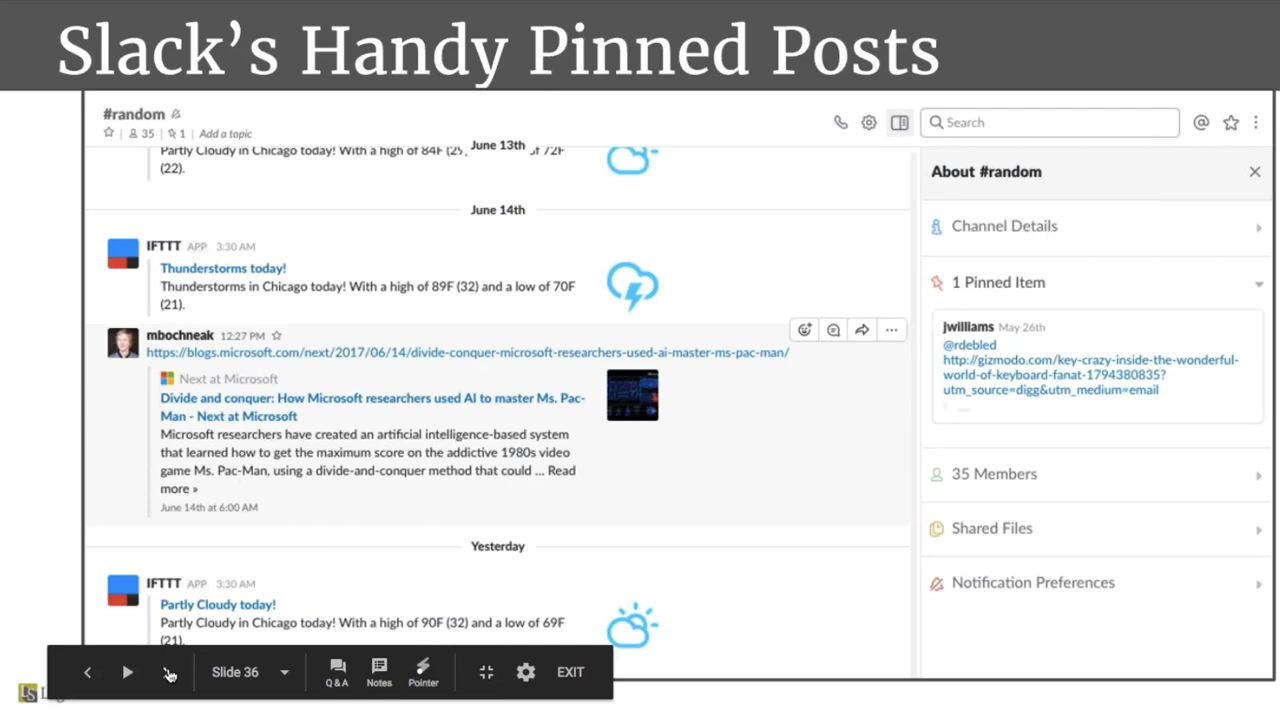 Slack's Handy Pinned Posts
#random
35 1 Add a topic
Search
June 13th
Partly Cloudy in Chicago today! With a high of 84F (29, of 72F
(22).
June 14th
IFTTT APP 3:30 AM
Thunderstorms today!
Thunderstorms in Chicago today! With a high of 89F (32) and a low of 70F
(21).
mbochneak 12:27 PM
https://blogs.microsoft.com/next/2017/06/14/divide-conquer-microsoft-researchers-used-ai-master-ms-pac-man/
Next at Microsoft
Divide and conquer: How Microsoft researchers used AI to master Ms. Pac-
Man - Next at Microsoft
Microsoft researchers have created an artificial intelligence-based system
that learned how to get the maximum score on the addictive 1980s video
game Ms. Pac-Man, using a divide-and-conquer method that could ... Read
more »
June 14th at 6:00 AM
Yesterday
IFTTT APP 3:30 AM
Partly Cloudy today!
Partly Cloudy in Chicago today! With a high of 90F (32) and a low of 69F
(21).
About #random
Channel Details
1 Pinned Item
jwilliams May 26th
@rdebled
http://gizmodo.com/key-crazy-inside-the-wonderful-
world-of-keyboard-fanat-1794380835?
utm_source=digg&utm_medium=email
35 Members
Shared Files
Notification Preferences
Slide 36
Q&A
Notes
Pointer
EXIT
LS